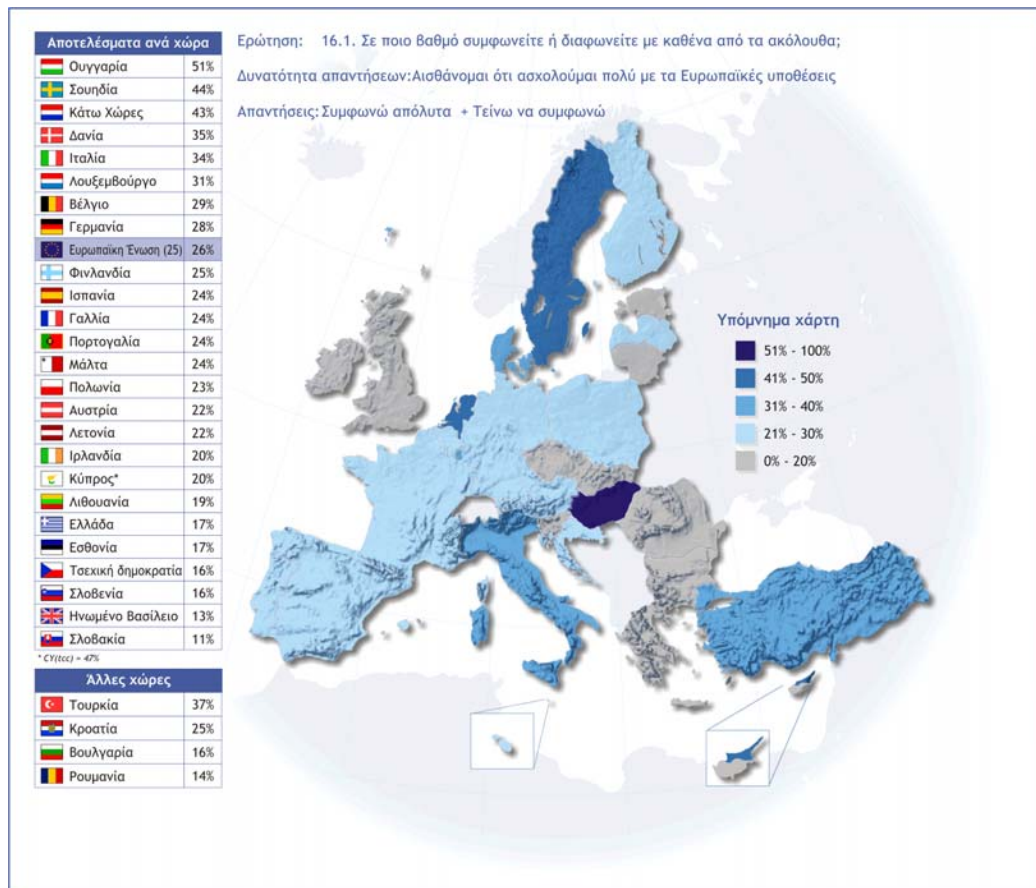 Αποτελέσματα ανά χώρα
Ουγγαρία 51%
Σουηδία 44%
Κάτω Χώρες 43%
Δανία 35%
Ιταλία 34%
Λουξεμβούργο 31%
Βέλγιο 29%
Γερμανία 28%
Ευρωπαϊκη Ένωση (25) 26%
Φινλανδία 25%
Ισπανία 24%
Γαλλία 24%
Πορτογαλία 24%
Μάλτα 24%
Πολωνία 23%
Αυστρία 22%
Λετονία 22%
Ιρλανδία 20%
Κύπρος* 20%
Λιθουανία 19%
Ελλάδα 17%
Εσθονία 17%
Τσεχική δημοκρατία 16%
Σλοβενία 16%
Ηνωμένο Βασίλειο 13%
Σλοβακία 11%
* CY(tcc) = 47%
Άλλες χώρες
Τουρκία 37%
Κροατία 25%
Βουλγαρία 16%
Ρουμανία 14%
Ερώτηση: 16.1. Σε ποιο βαθμό συμφωνείτε ή διαφωνείτε με καθένα από τα ακόλουθα;
Δυνατότητα απαντήσεων:Αισθάνομαι ότι ασχολούμαι πολύ με τα Ευρωπαϊκές υποθέσεις
Απαντήσεις: Συμφωνώ απόλυτα + Τείνω να συμφωνώ
Υπόμνημα χάρτη
51% - 100%
41% - 50%
31% - 40%
21% - 30%
0% - 20%